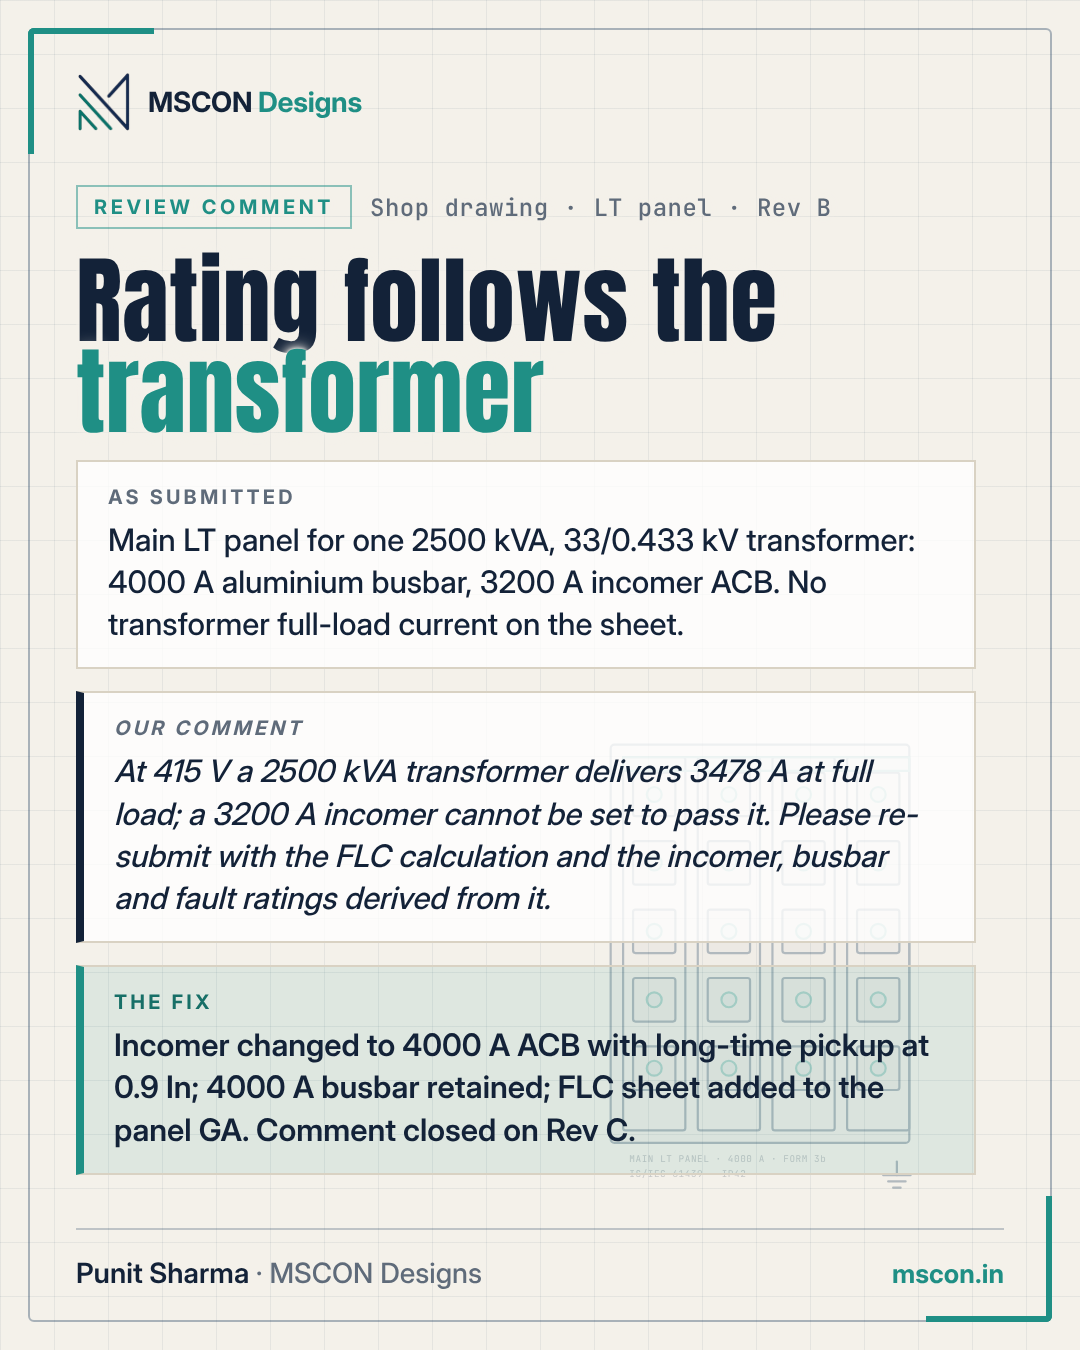 MSCON Designs
REVIEW COMMENT Shop drawing · LT panel · Rev B
Rating follows the
transformer
AS SUBMITTED
Main LT panel for one 2500 kVA, 33/0.433 kV transformer:
4000 A aluminium busbar, 3200 A incomer ACB. No
transformer full-load current on the sheet.
OUR COMMENT
At 415 V a 2500 kVA transformer delivers 3478 A at full
load; a 3200 A incomer cannot be set to pass it. Please re-
submit with the FLC calculation and the incomer, busbar
and fault ratings derived from it.
THE FIX
Incomer changed to 4000 A ACB with long-time pickup at
0.9 In; 4000 A busbar retained; FLC sheet added to the
panel GA. Comment closed on Rev C.
MAIN LT PANEL · 4000 A · FORM 3b
IS/IEC 61439 · IP42
Punit Sharma · MSCON Designs
mscon.in